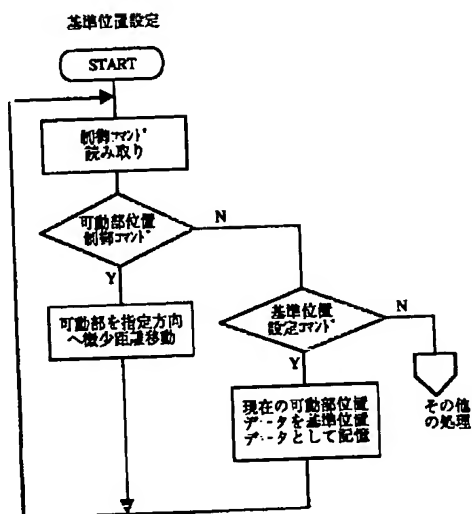 基準位置設定
START
制御コマンド
読み取り
可動部位置
制御コマンド
N
Y
可動部を指定方向
へ微少距離移動
基準位置
設定コマンド
N
Y
現在の可動部位置
データを基準位置
データとして記憶
その他
の処理